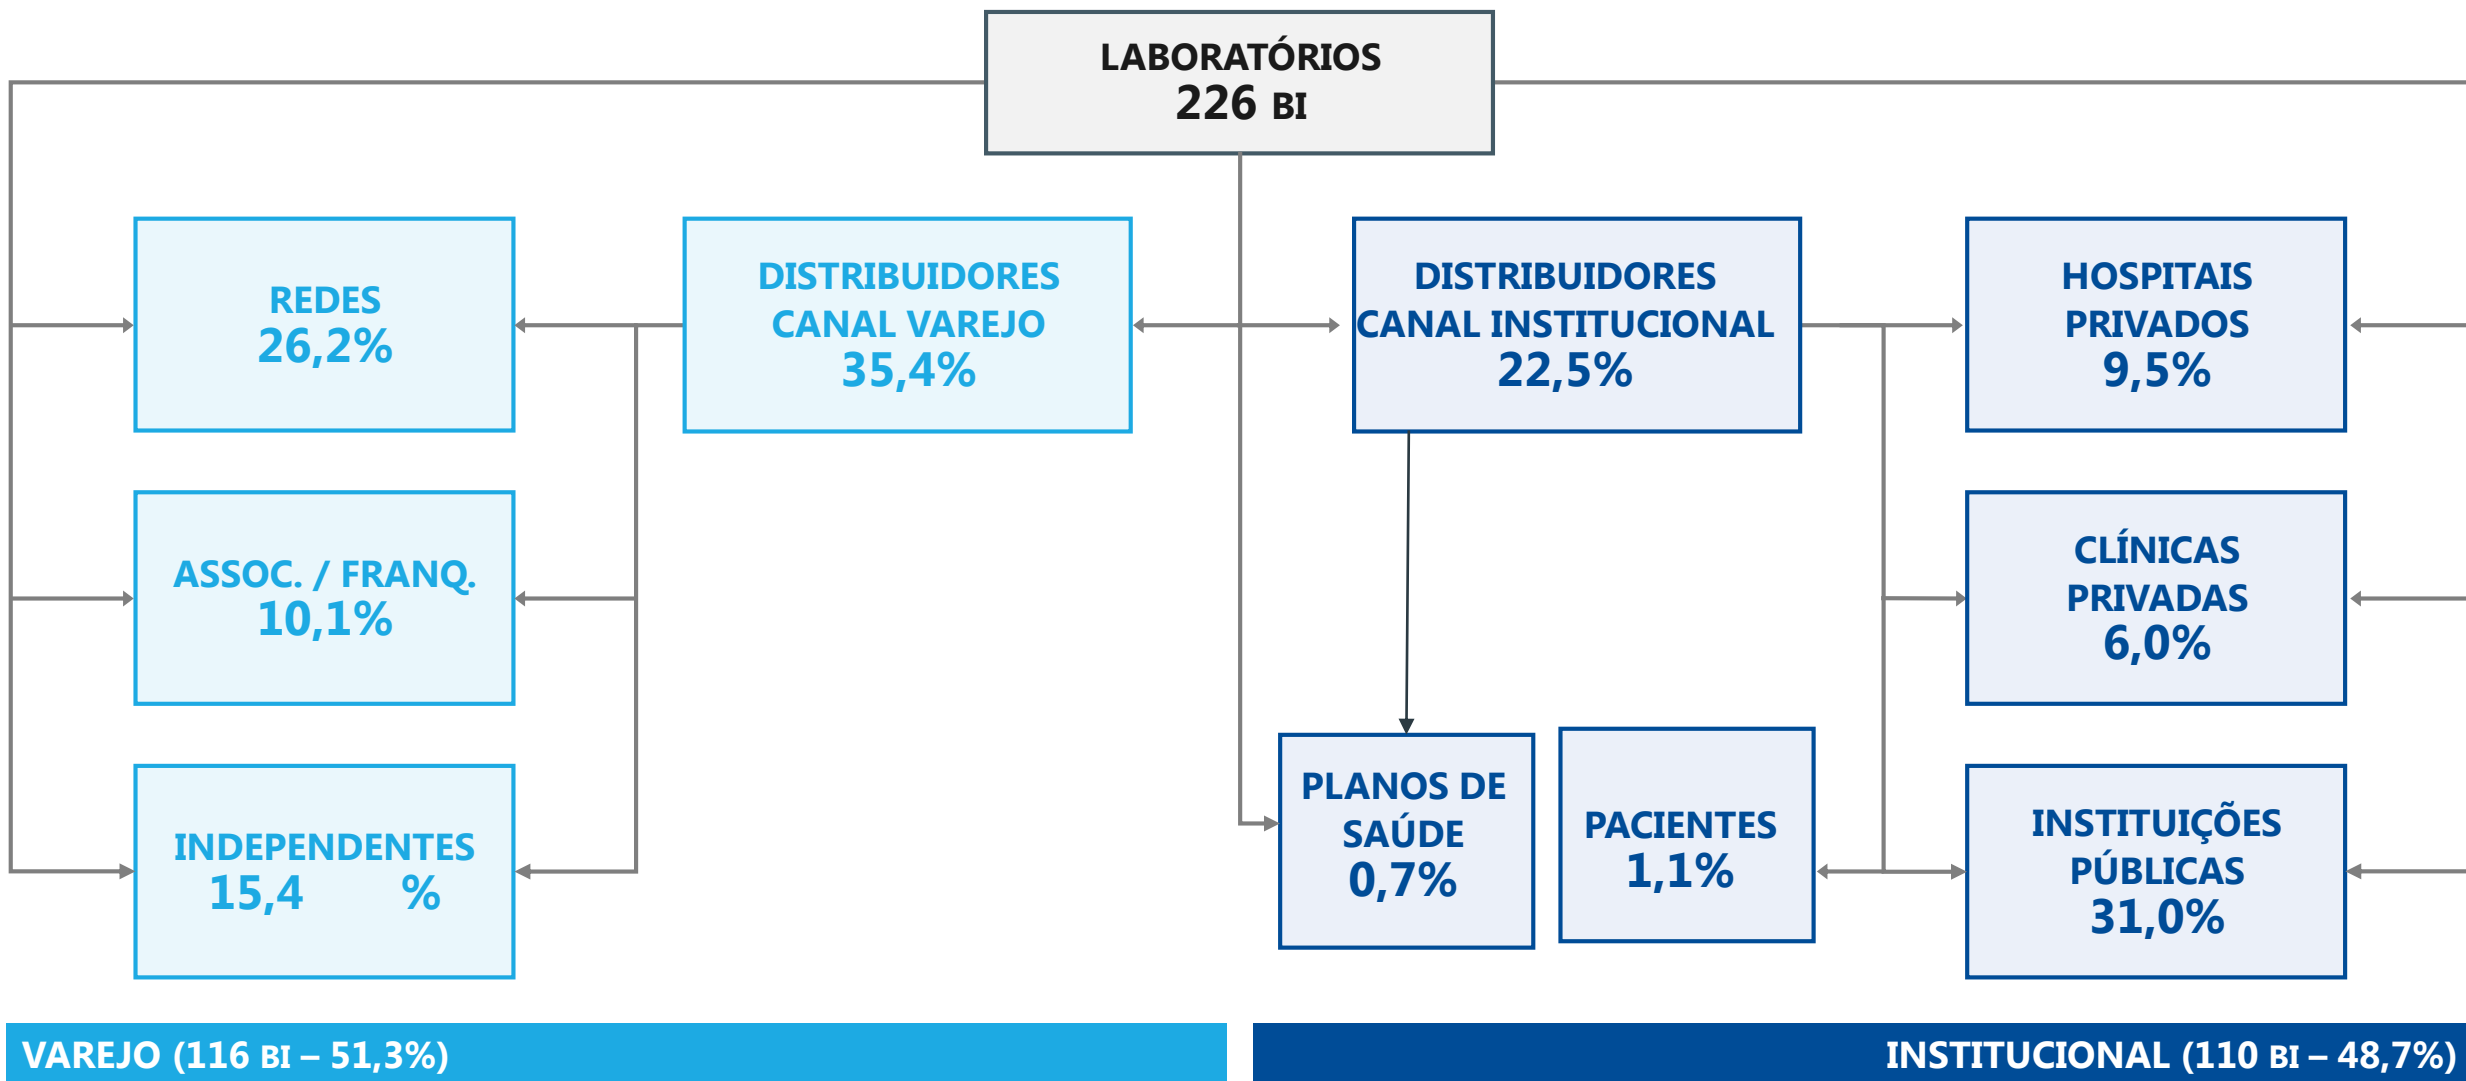 LABORATÓRIOS
226 BI
REDES
26,2%
DISTRIBUIDORES
CANAL VAREJO
35,4%
DISTRIBUIDORES
CANAL INSTITUCIONAL
22,5%
HOSPITAIS
PRIVADOS
9,5%
ASSOC. / FRANQ.
10,1%
CLÍNICAS
PRIVADAS
6,0%
INDEPENDENTES
15,4 %
PLANOS DE
SAÚDE
0,7%
PACIENTES
1,1%
INSTITUIÇÕES
PÚBLICAS
31,0%
VAREJO (116 BI – 51,3%)
INSTITUCIONAL (110 BI – 48,7%)